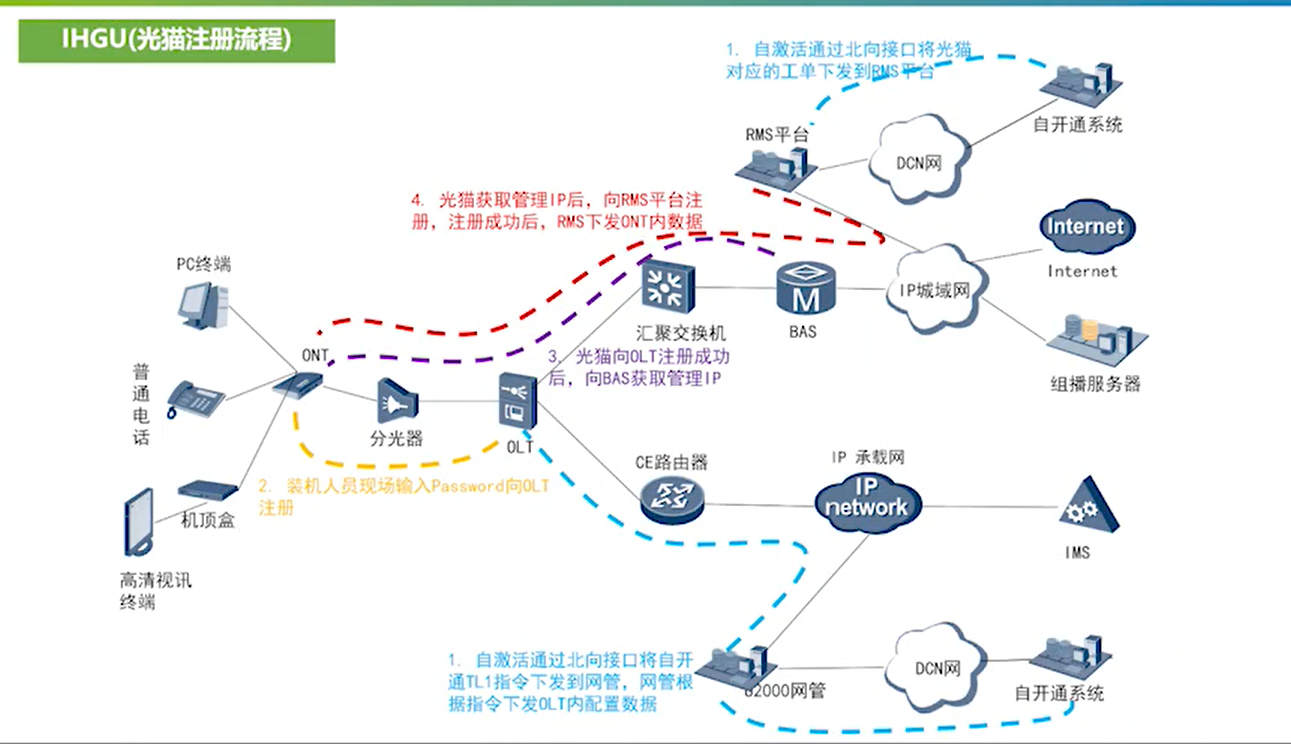 IHGU(光猫注册流程)
1. 自激活通过北向接口将光猫
对应的工单下发到RMS平台
自开通系统
RMS平台
DCN网
4. 光猫获取管理IP后，向RMS平台注
册，注册成功后，RMS下发ONT内数据
Internet
Internet
PC终端
IP城域网
M
汇聚交换机
BAS
ONT
3. 光猫向OLT注册成功
后，向BAS获取管理IP
组播服务器
普
通
电
话
分光器
OLT
CE路由器
IP 承载网
IP
network
2. 装机人员现场输入Password向OLT
注册
机顶盒
IMS
高清视讯
终端
1. 自激活通过北向接口将自开
通TL1指令下发到网管，网管根
据指令下发OLT内配置数据
2000网管
DCN网
自开通系统